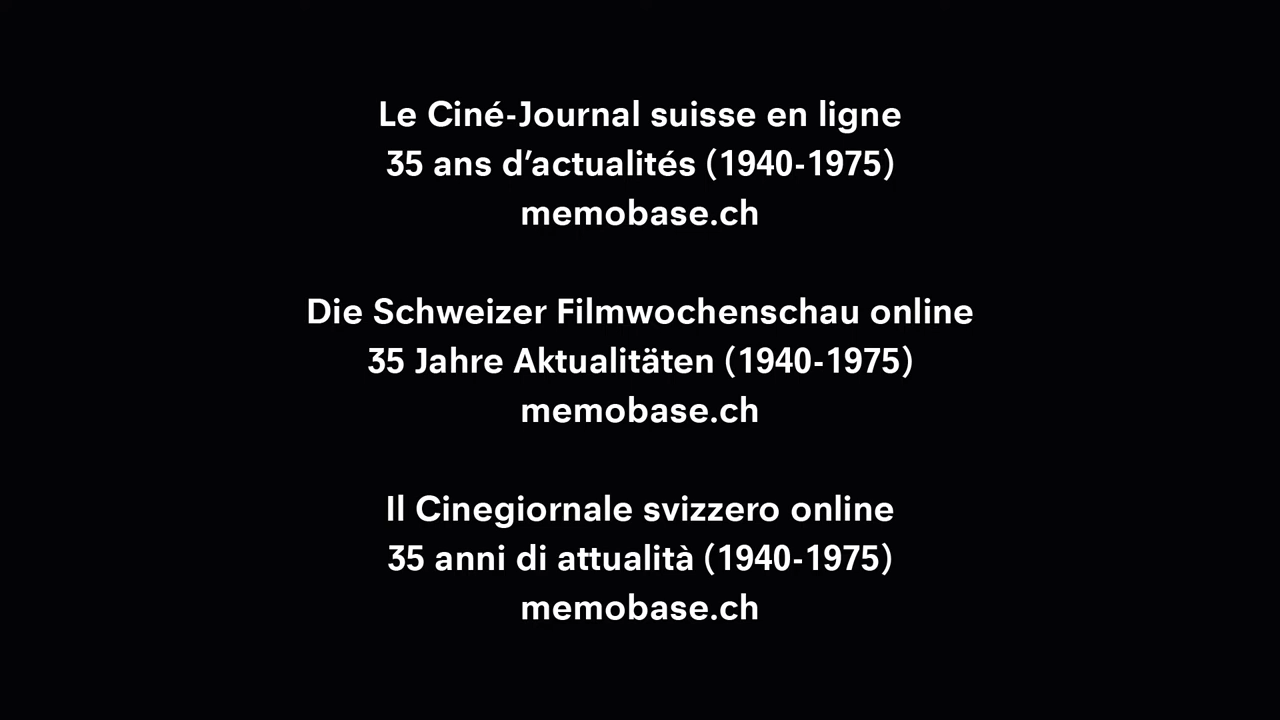 Le Ciné-Journal suisse en ligne
35 ans d’actualités (1940-1975)
memobase.ch
Die Schweizer Filmwochenschau online
35 Jahre Aktualitäten (1940-1975)
memobase.ch
Il Cinegiornale svizzero online
35 anni di attualità (1940-1975)
memobase.ch